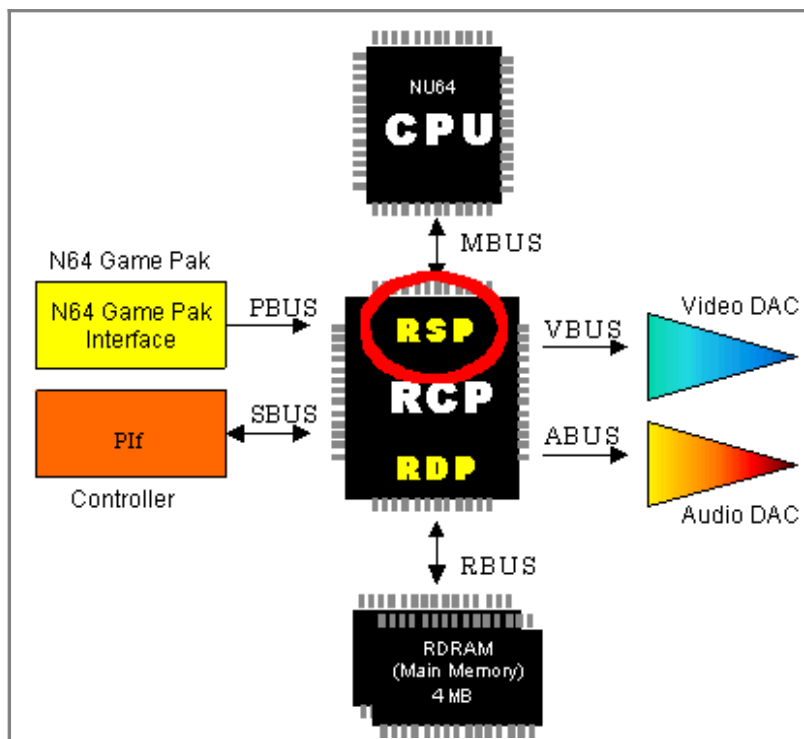 NU64
CPU
MBUS
N64 Game Pak
N64 Game Pak
Interface
PBUS
RSP
VBUS
Video DAC
RCP
SBUS
PIf
ABUS
RDP
Controller
Audio DAC
RBUS
RDRAM
(Main Memory)
4 MB